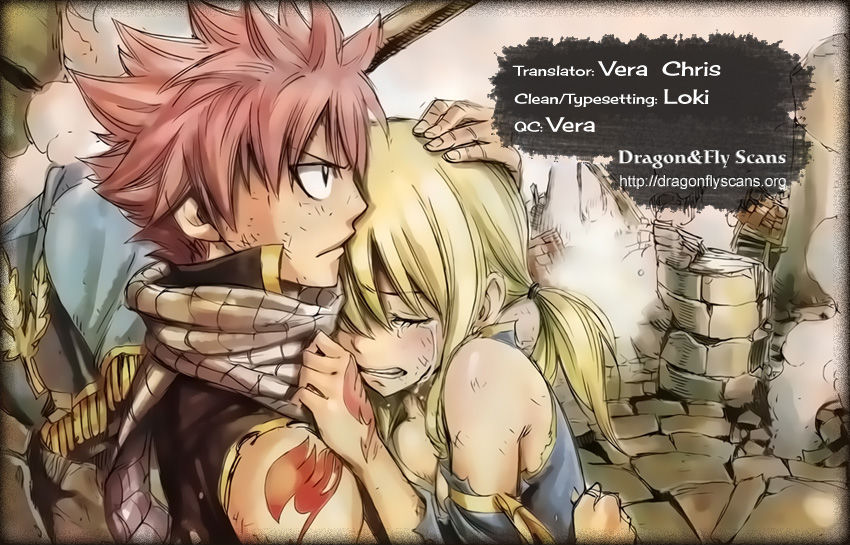 Translator: Vera Chris
Clean/Typesetting: Loki
QC: Vera
Dragon&Fly Scans
http://dragonflyscans.org